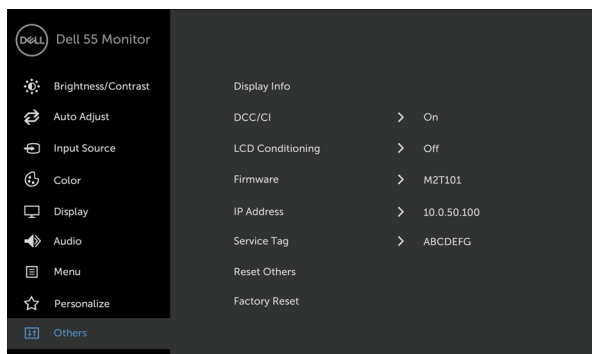 DELL Dell 55 Monitor
Brightness/Contrast
Auto Adjust
Input Source
Color
Display
Audio
Menu
Personalize
Others
Display Info
DCC/CI > On
LCD Conditioning > Off
Firmware > M2T101
IP Address > 10.0.50.100
Service Tag > ABCDEFG
Reset Others
Factory Reset